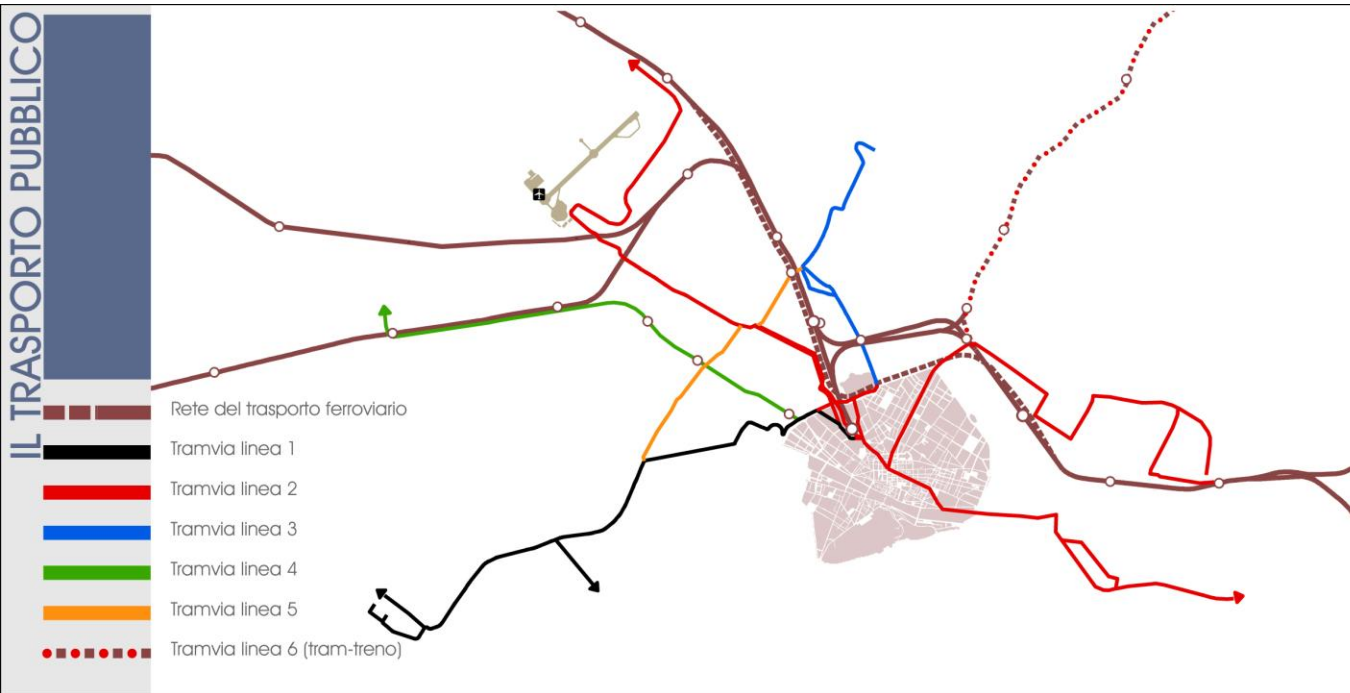 IL TRASPORTO PUBBLICO
Rete del trasporto ferroviario
Tramvia linea 1
Tramvia linea 2
Tramvia linea 3
Tramvia linea 4
Tramvia linea 5
Tramvia linea 6 (tram-treno)